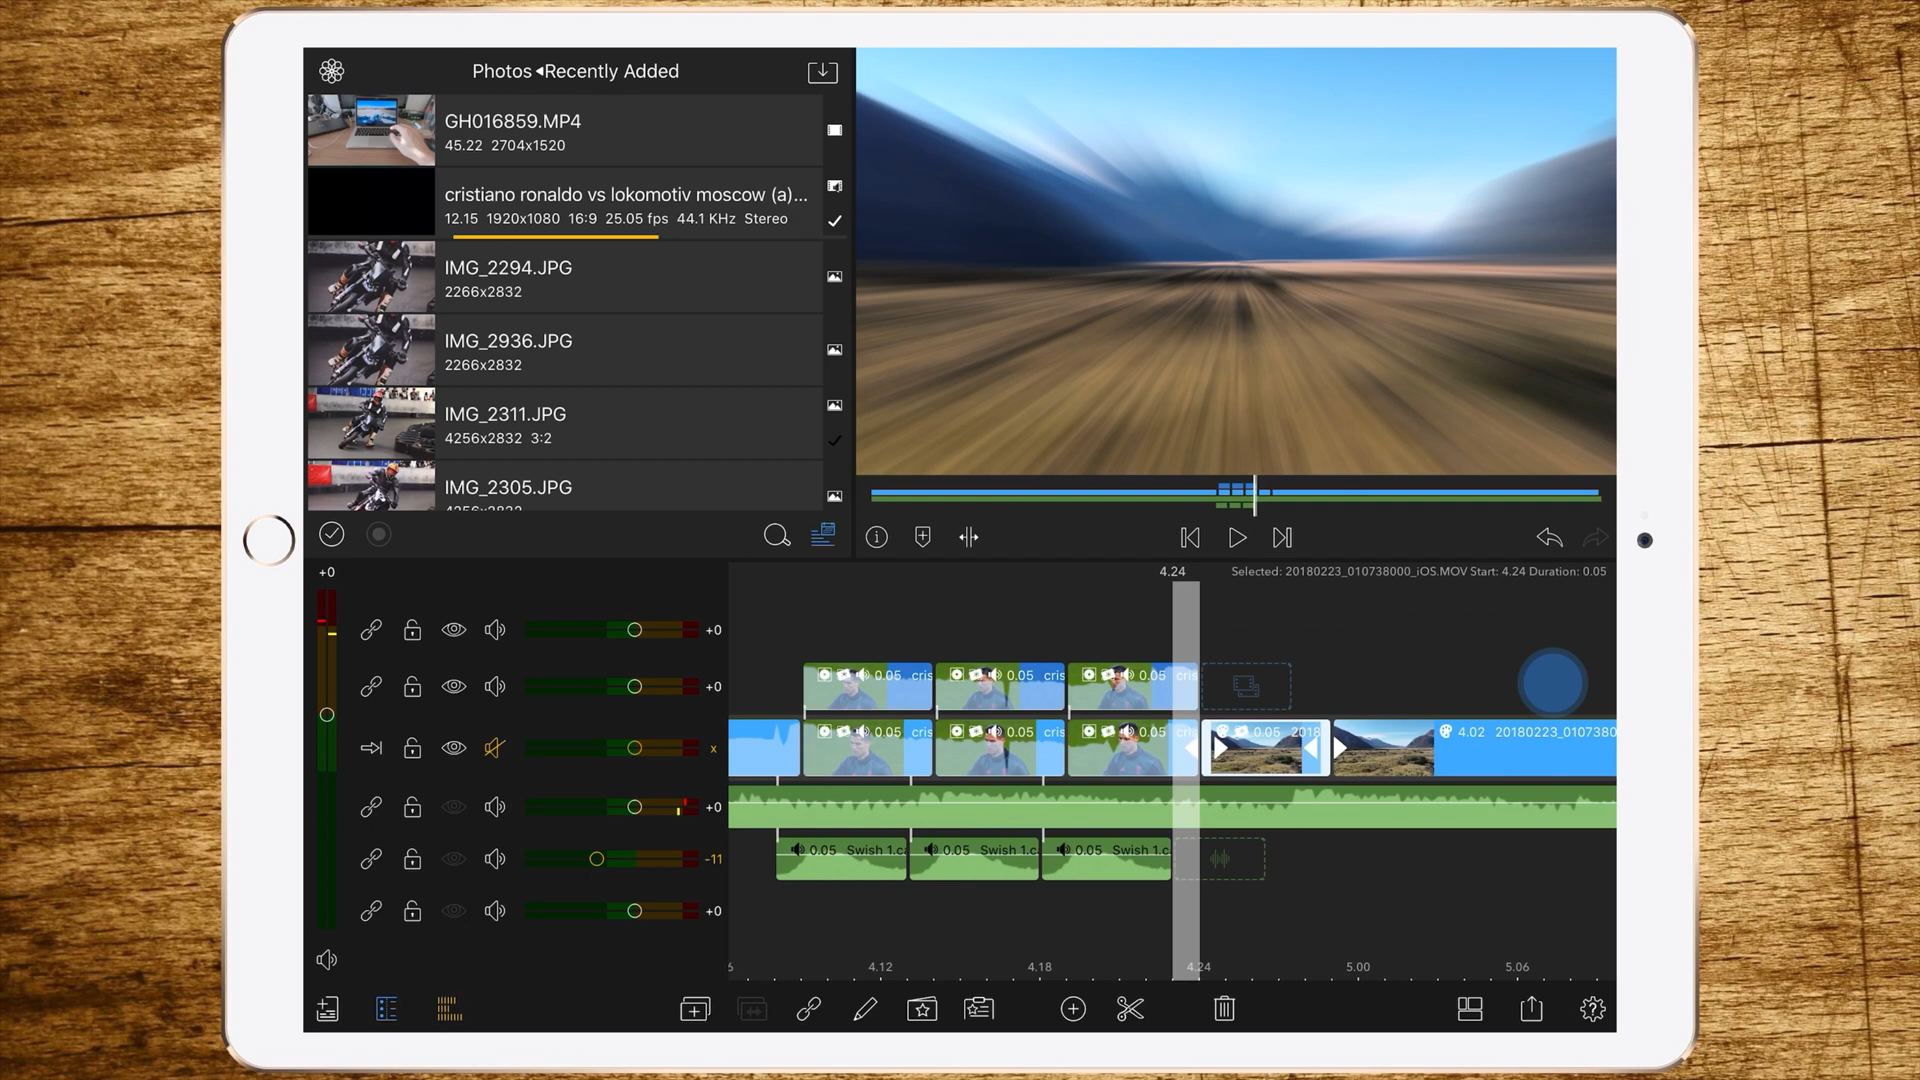 Photos ◂Recently Added
GH016859.MP4
45.22 2704x1520
cristiano ronaldo vs lokomotiv moscow (a)...
12.15 1920x1080 16:9 25.05 fps 44.1 KHz Stereo
IMG_2294.JPG
2266x2832
IMG_2936.JPG
2266x2832
IMG_2311.JPG
4256x2832 3:2
IMG_2305.JPG
+0
4.24
Selected: 20180223_010738000_iOS.MOV Start: 4.24 Duration: 0.05
+0
0.05 cris
0.05 cris
0.05 cris
+0
0.05 cris
0.05 cris
0.05 cris
0.05 2018
4.02 20180223_0107380
x
+0
0.05 Swish 1.ca
0.05 Swish 1.c
0.05 Swish 1.c
-11
+0
6
4.12
4.18
4.24
5.00
5.06